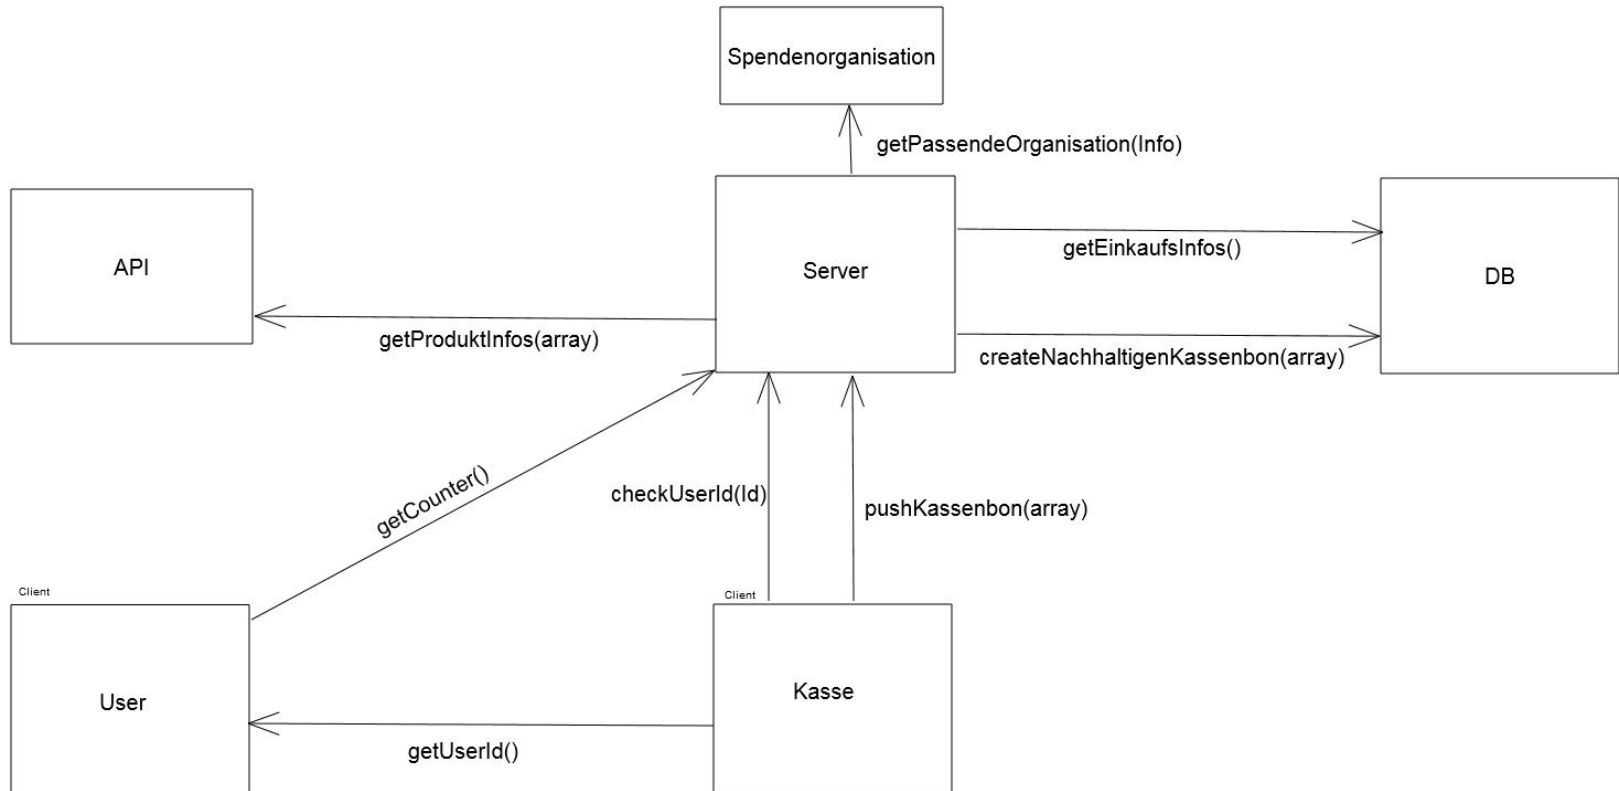 Spendenorganisation
getPassendeOrganisation(Info)
API
Server
DB
getEinkaufsInfos()
getProduktInfos(array)
createNachhaltigenKassenbon(array)
getCounter()
checkUserId(Id)
pushKassenbon(array)
Client
Client
User
Kasse
getUserId()